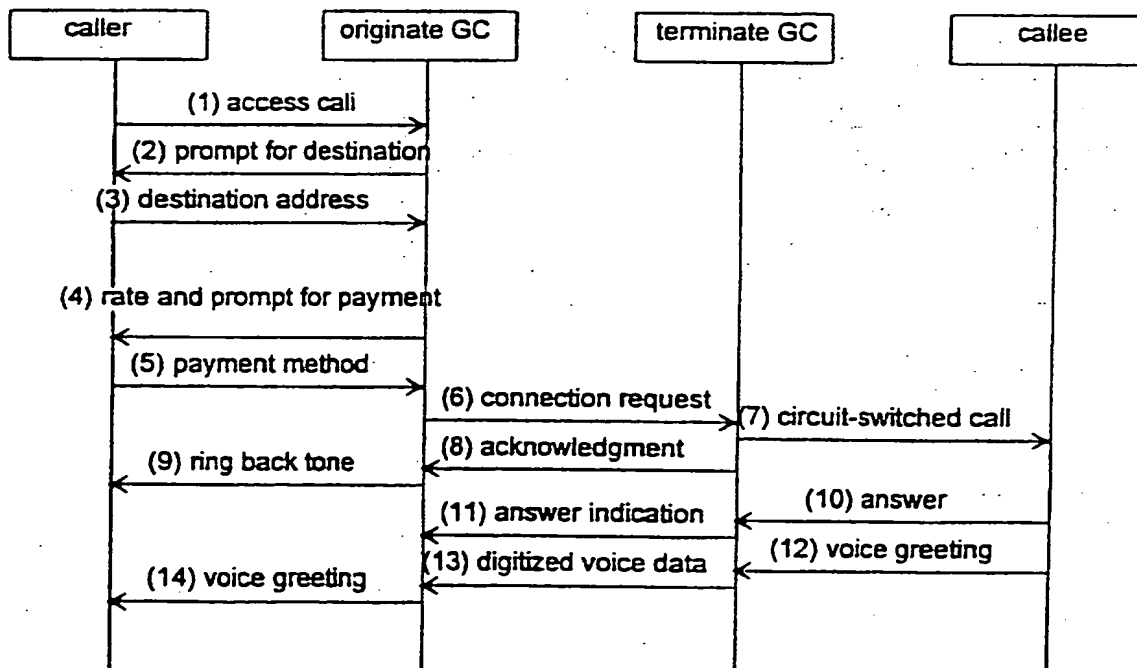 caller
originate GC
terminate GC
callee
(1) access call
(2) prompt for destination
(3) destination address
(4) rate and prompt for payment
(5) payment method
(6) connection request
(7) circuit-switched call
(8) acknowledgment
(9) ring back tone
(10) answer
(11) answer indication
(12) voice greeting
(13) digitized voice data
(14) voice greeting